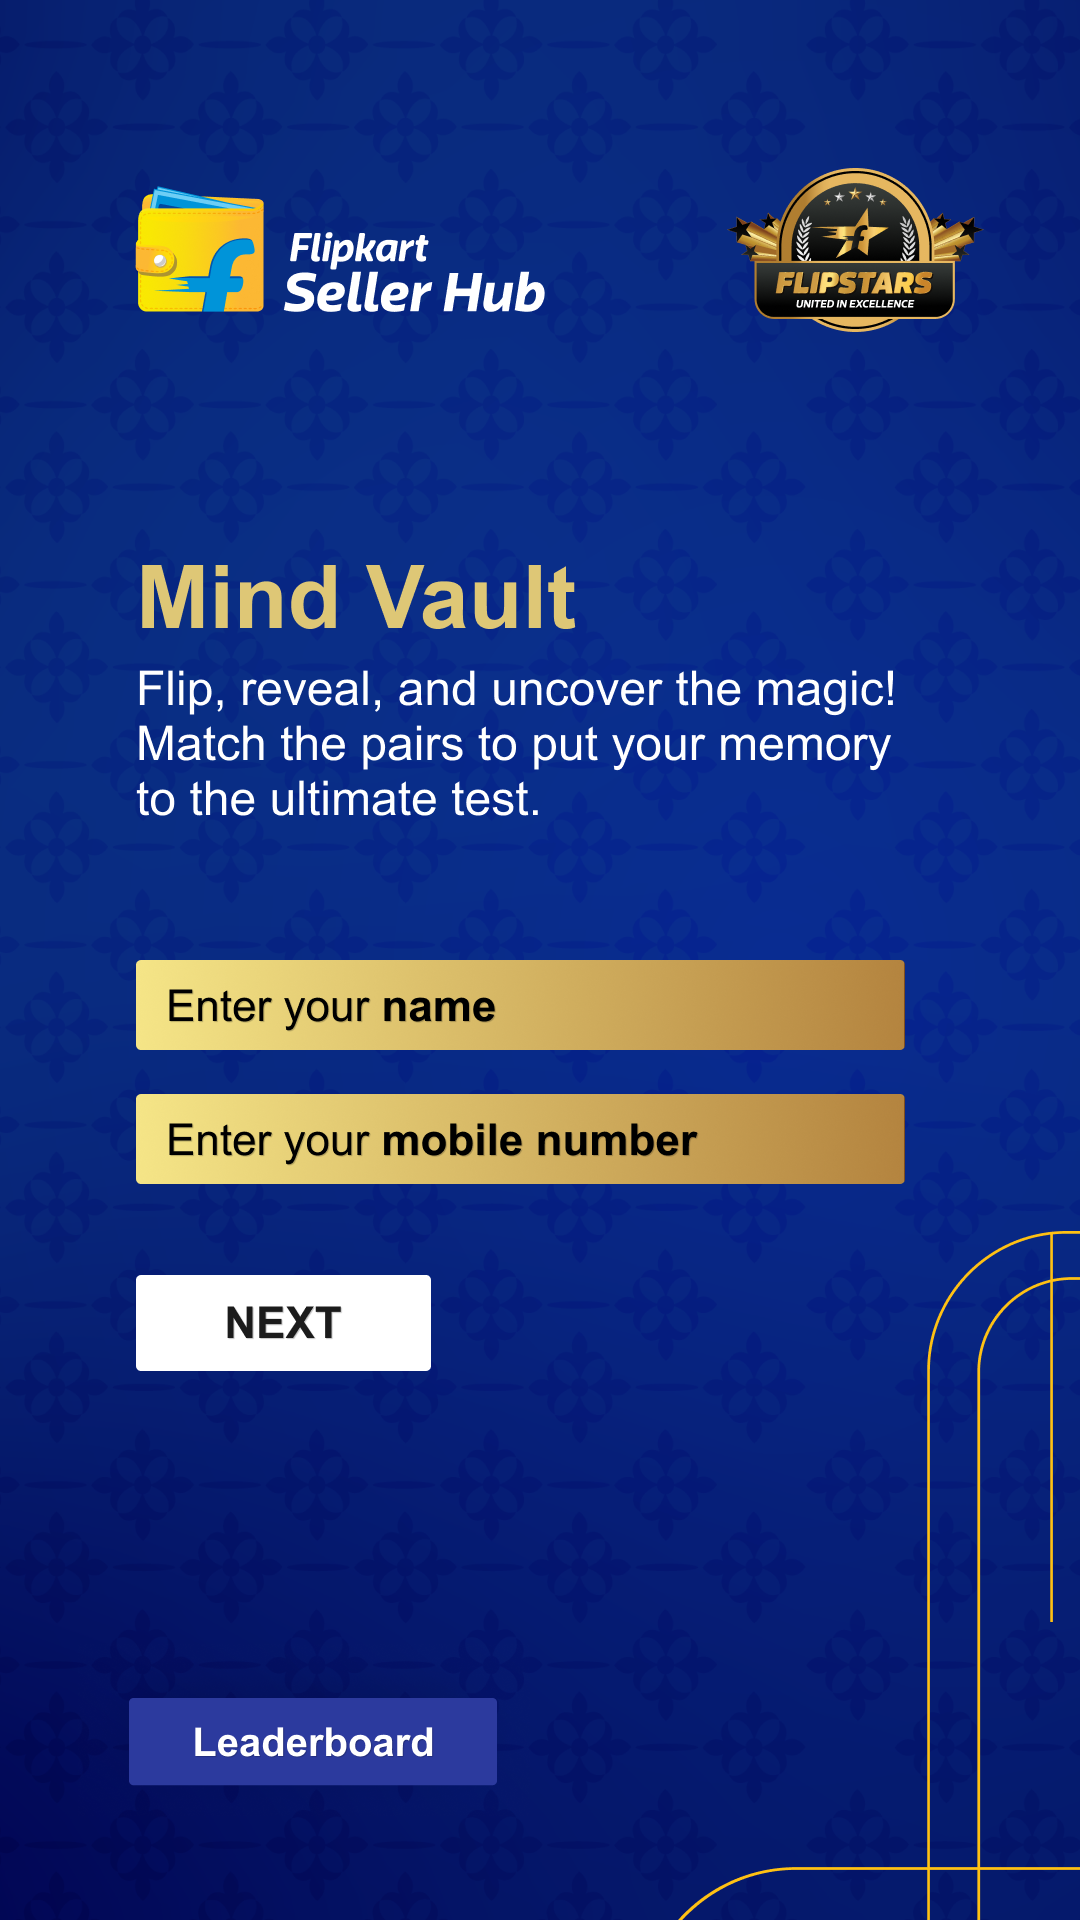 Flipkart
Seller Hub
FLIPSTARS
UNITED IN EXCELLENCE
Mind Vault
Flip, reveal, and uncover the magic!
Match the pairs to put your memory
to the ultimate test.
Enter your name
Enter your mobile number
NEXT
Leaderboard